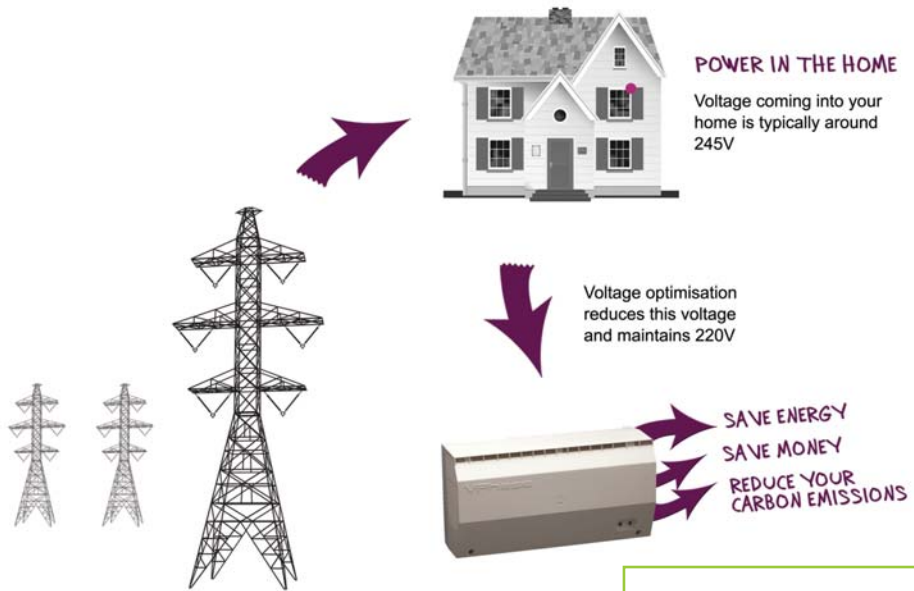 POWER IN THE HOME
Voltage coming into your
home is typically around
245V
Voltage optimisation
reduces this voltage
and maintains 220V
SAVE ENERGY
SAVE MONEY
REDUCE YOUR
CARBON EMISSIONS